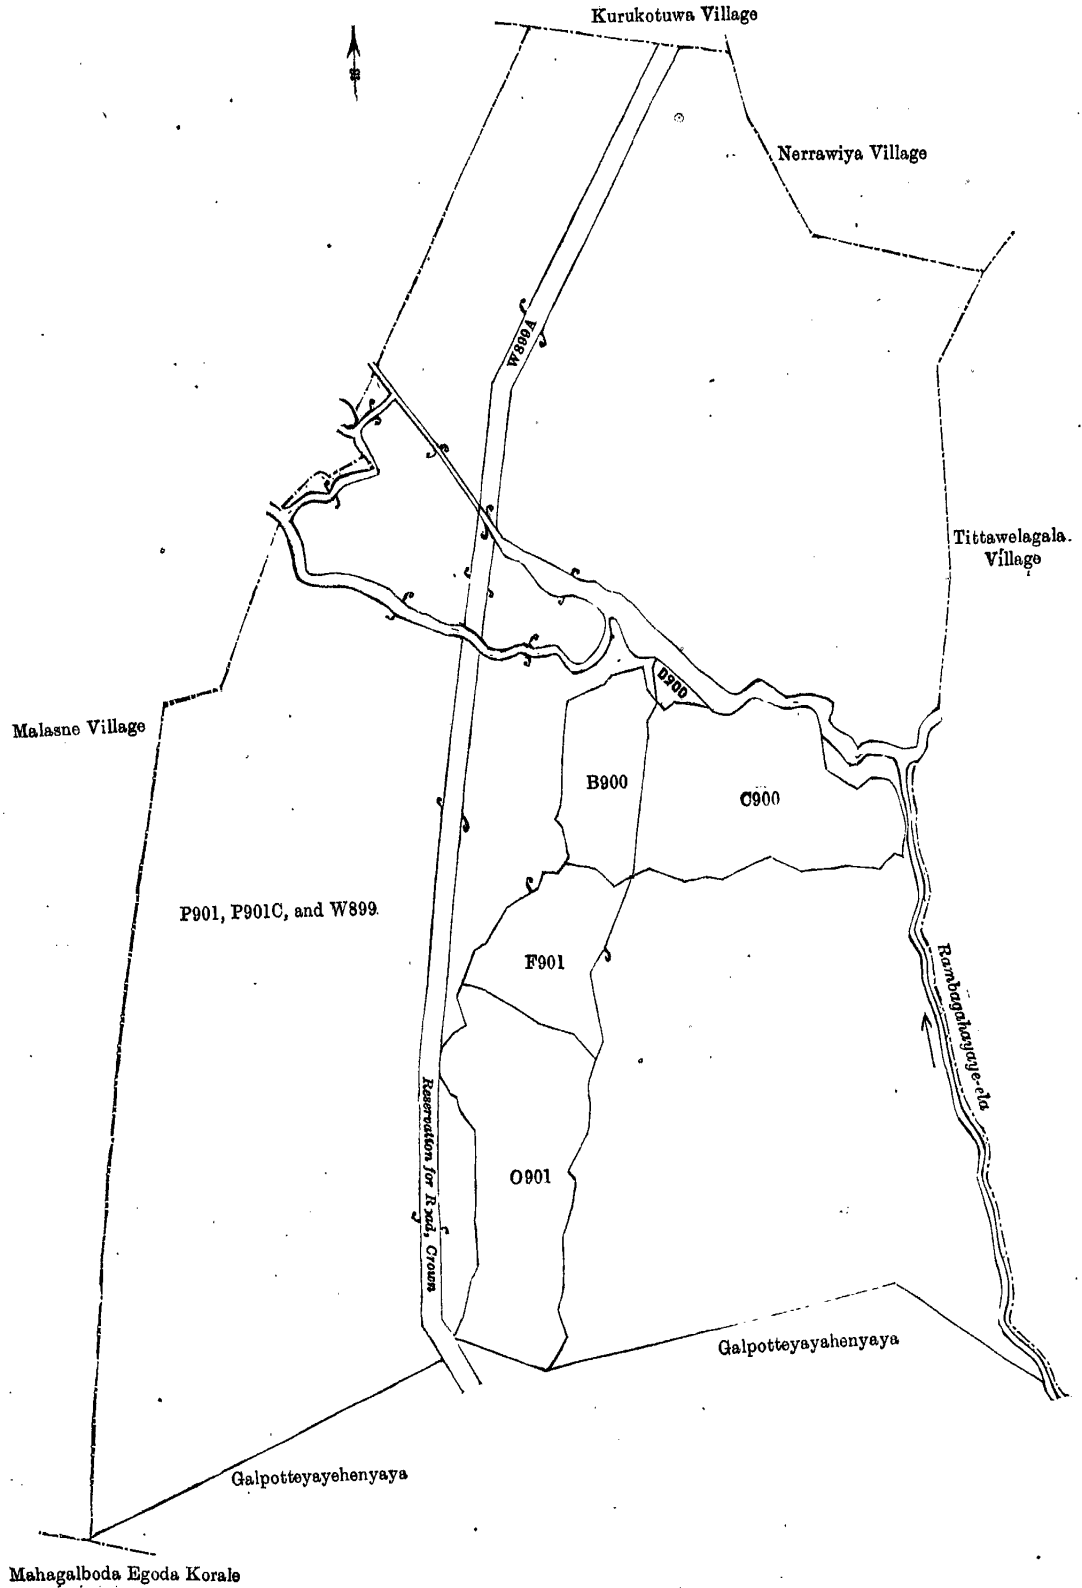 Kurukotuwa Village
Nerrawiya Village
W899A
Tittawelagala.
Village
D900
Malasne Village
B900
C900
P901, P901C, and W899.
F901
Rambagahayaye-ela
Reservation for Road, Crown
O901
Galpotteyayahenyaya
Galpotteyayehenyaya
Mahagalboda Egoda Korale